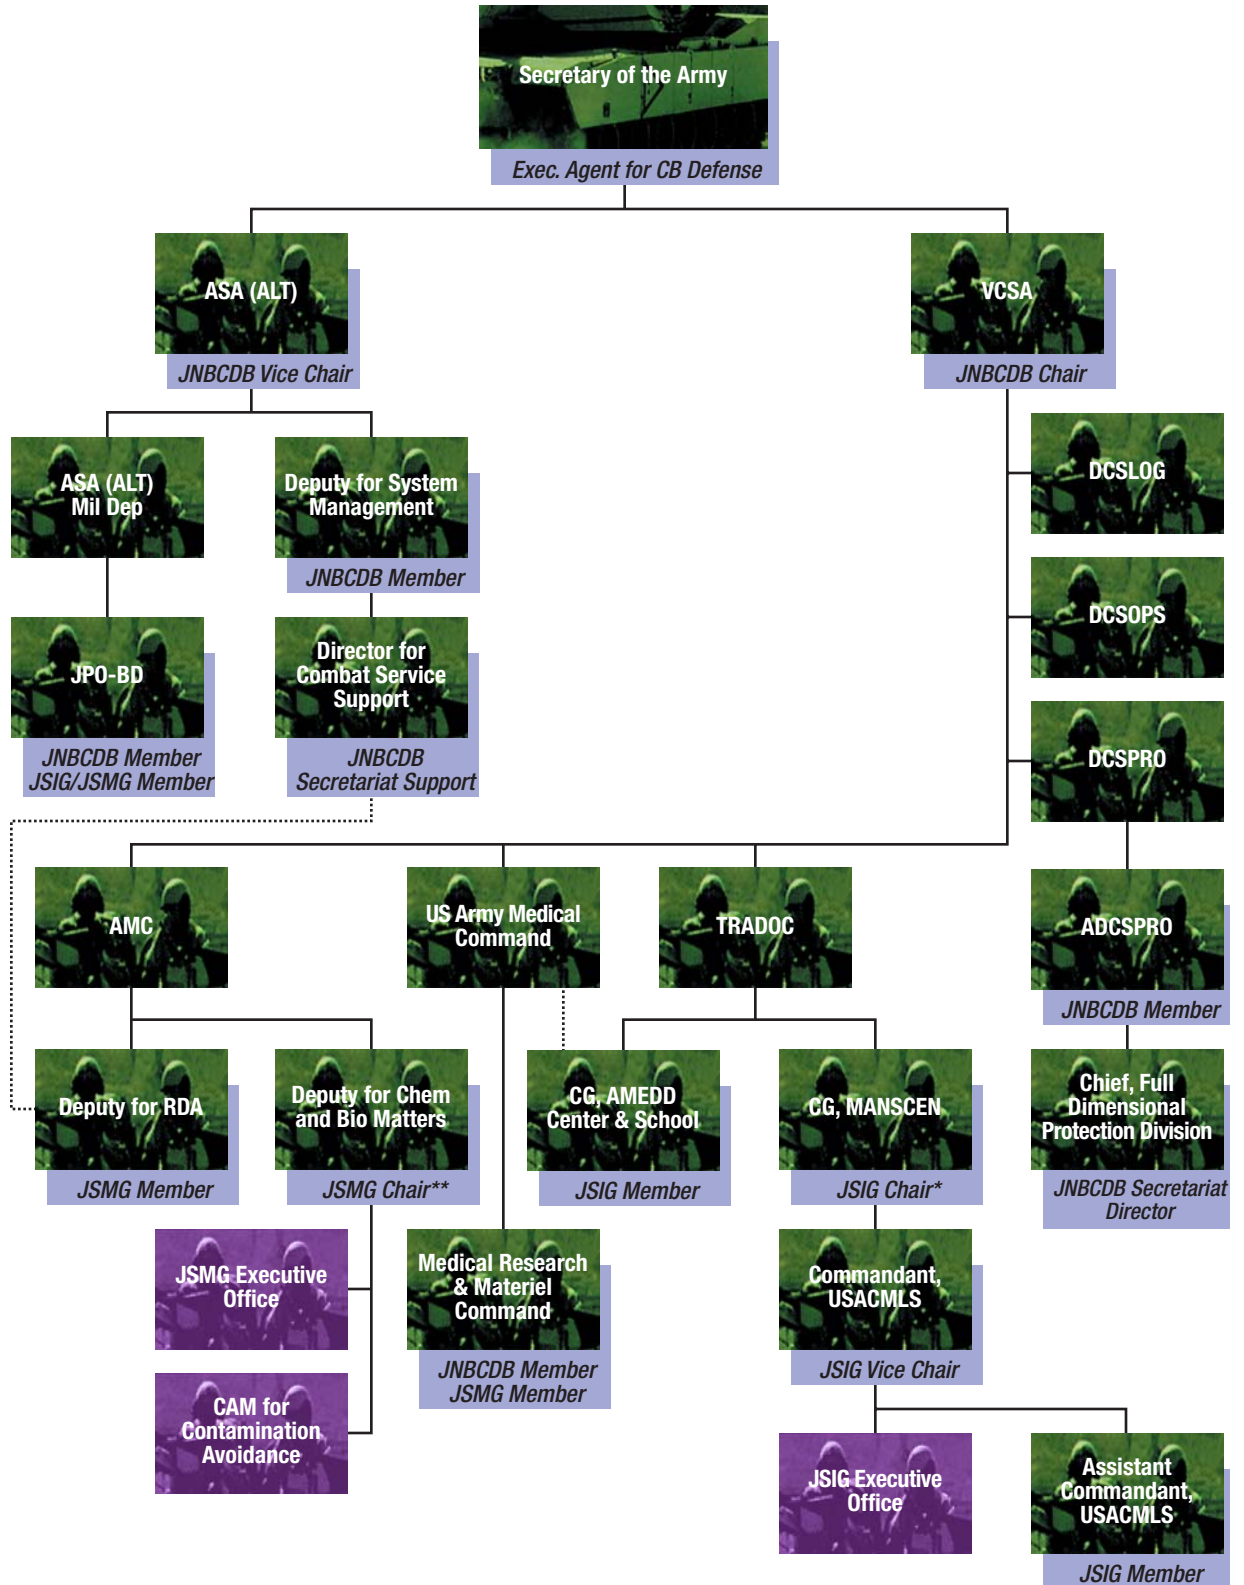 Secretary of the Army
Exec. Agent for CB Defense
ASA (ALT)
JNBCDB Vice Chair
VCSA
JNBCDB Chair
ASA (ALT)
Mil Dep
Deputy for System
Management
JNBCDB Member
DCSLOG
DCSOPS
JPO-BD
JNBCDB Member
JSIG/JSMG Member
Director for
Combat Service
Support
JNBCDB
Secretariat Support
DCSPRO
AMC
US Army Medical
Command
TRADOC
ADCSPRO
JNBCDB Member
Deputy for RDA
JSMG Member
Deputy for Chem
and Bio Matters
JSMG Chair**
CG, AMEDD
Center & School
JSIG Member
CG, MANSCEN
JSIG Chair*
Chief, Full
Dimensional
Protection Division
JNBCDB Secretariat
Director
JSMG Executive
Office
Medical Research
& Materiel
Command
JNBCDB Member
JSMG Member
Commandant,
USACMLS
JSIG Vice Chair
CAM for
Contamination
Avoidance
JSIG Executive
Office
Assistant
Commandant,
USACMLS
JSIG Member